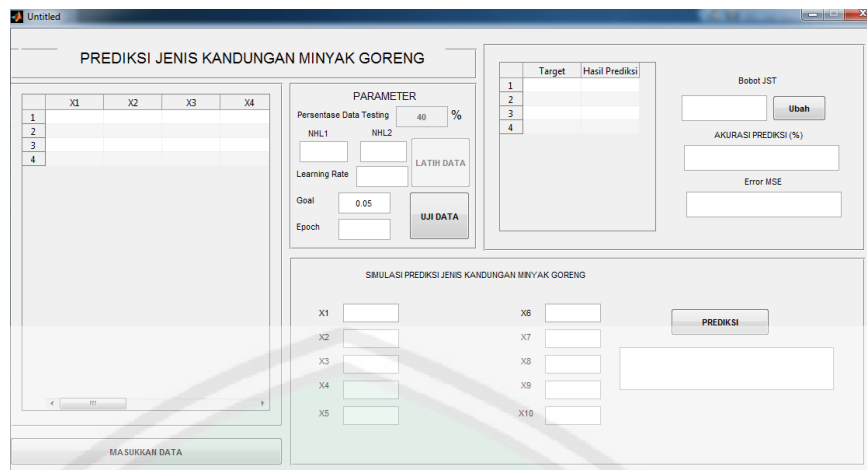 Untitled
PREDIKSI JENIS KANDUNGAN MINYAK GORENG
X1 X2 X3 X4
1
2
3
4
PARAMETER
Persentase Data Testing 40 %
NHL1 NHL2
LATIH DATA
Learning Rate
Goal 0.05
UJI DATA
Epoch
Target Hasil Prediksi
1
2
3
4
Bobot JST
Ubah
AKURASI PREDIKSI (%)
Error MSE
SIMULASI PREDIKSI JENIS KANDUNGAN MINYAK GORENG
X1 X6
PREDIKSI
X2 X7
X3 X8
X4 X9
X5 X10
MASUKKAN DATA